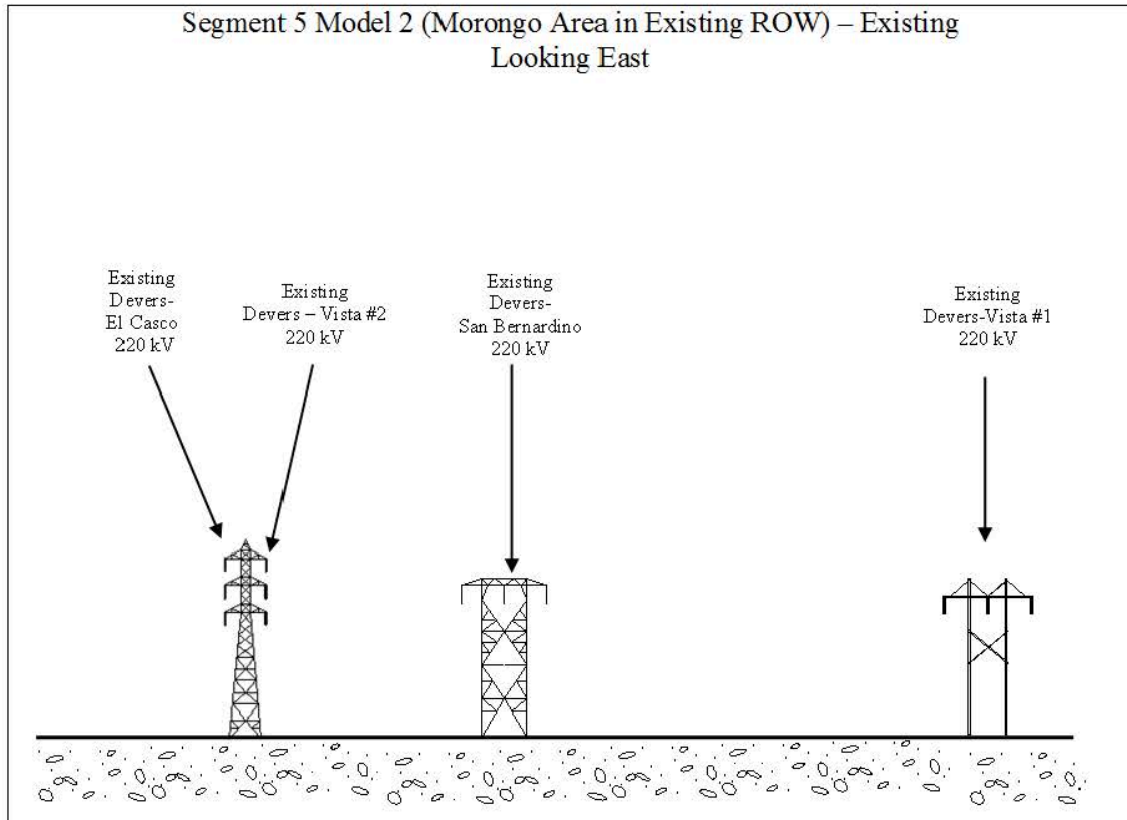 Segment 5 Model 2 (Morongo Area in Existing ROW) – Existing
Looking East
Existing
Devers-
El Casco
220 kV
Existing
Devers – Vista #2
220 kV
Existing
Devers-
San Bernardino
220 kV
Existing
Devers-Vista #1
220 kV